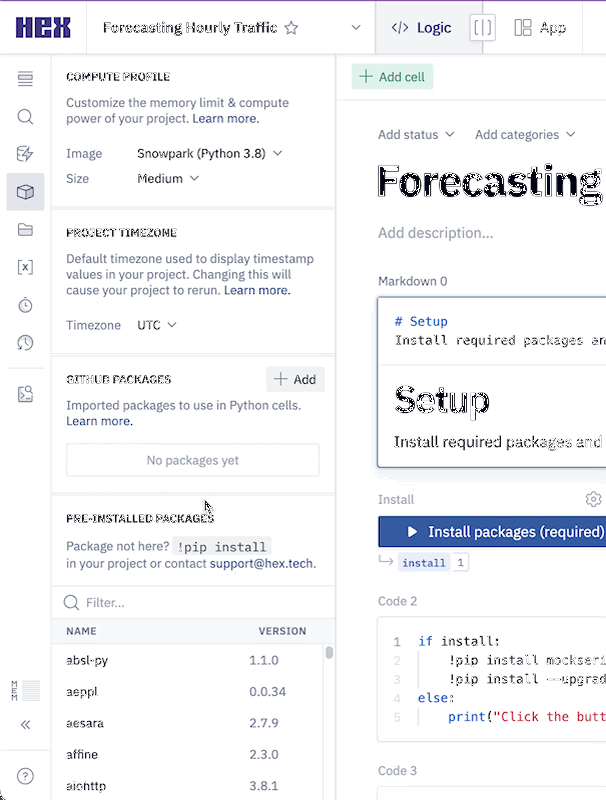 HEX
Forecasting Hourly Traffic
</> Logic
App
COMPUTE PROFILE
Customize the memory limit & compute
power of your project. Learn more.
Image Snowpark (Python 3.8)
Size Medium
PROJECT TIMEZONE
Default timezone used to display timestamp
values in your project. Changing this will
cause your project to rerun. Learn more.
Timezone UTC
GITHUB PACKAGES
+ Add
Imported packages to use in Python cells.
Learn more.
No packages yet
PRE-INSTALLED PACKAGES
Package not here? !pip install
in your project or contact support@hex.tech.
Filter...
NAME VERSION
absl-py 1.1.0
aeppl 0.0.34
aesara 2.7.9
affine 2.3.0
aiohttp 3.8.1
MEM
+ Add cell
Add status Add categories
Forecasting
Add description...
Markdown 0
# Setup
Install required packages an
Setup
Install required packages and
Install
Install packages (required)
install 1
Code 2
1 if install:
2 !pip install mockseri
3 !pip install --upgrad
4 else:
5 print("Click the butt
Code 3